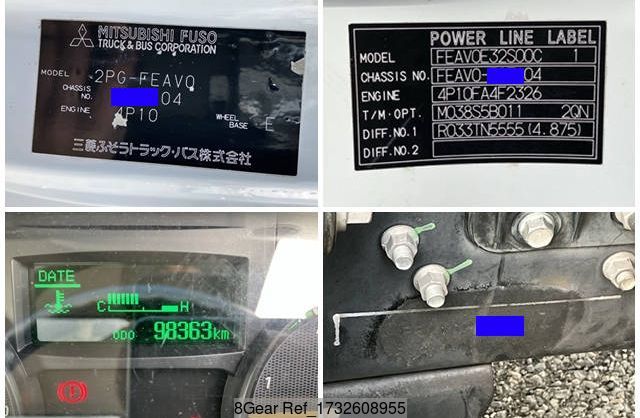 MITSUBISHI FUSO
TRUCK & BUS CORPORATION
MODEL 2PG-FEAV0
CHASSIS NO. 04
ENGINE 4P10 WHEEL BASE E
三菱ふそうトラック・バス株式会社
POWER LINE LABEL
MODEL FEAV0E32S00C 1
CHASSIS NO. FEAV0- 04
ENGINE 4P10FA4F2326
T/M・OPT. M038S5B011 2QN
DIFF.NO.1 R033TN5555(4.875)
DIFF.NO.2
DATE
C H
ODO 98363km
1
8Gear Ref_1732608955